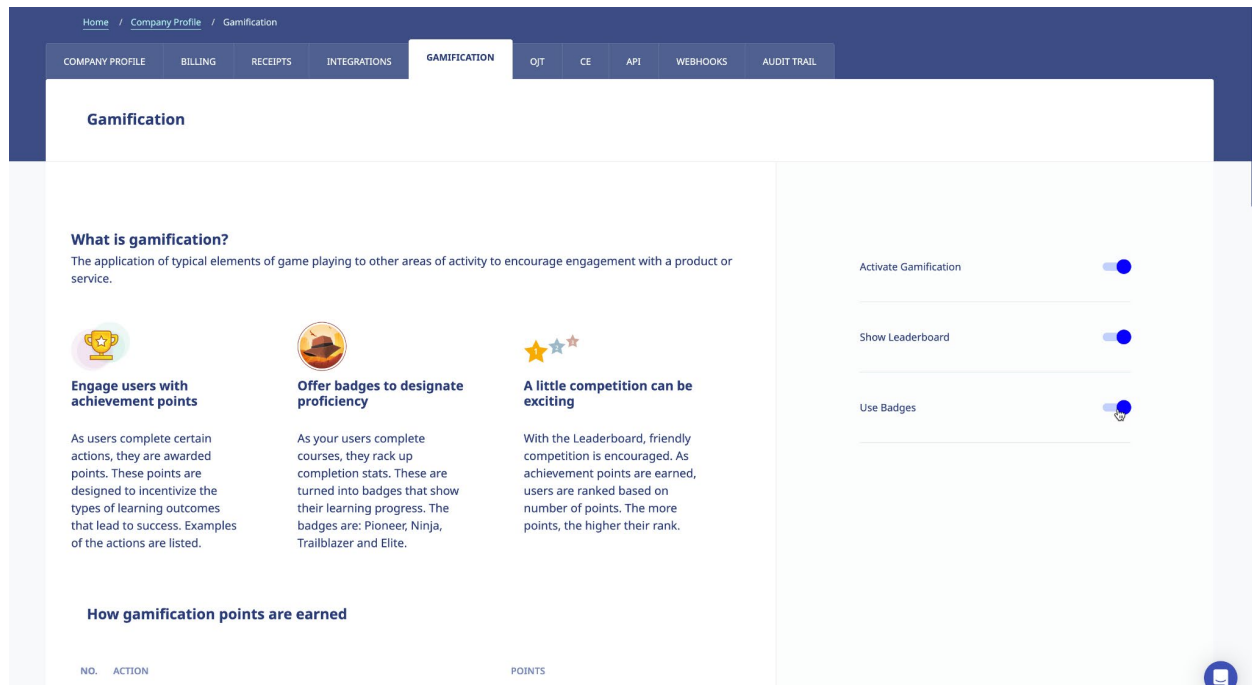 Home / Company Profile / Gamification
COMPANY PROFILE BILLING RECEIPTS INTEGRATIONS GAMIFICATION OJT CE API WEBHOOKS AUDIT TRAIL
Gamification
What is gamification?
The application of typical elements of game playing to other areas of activity to encourage engagement with a product or
service.
1 2 3
Engage users with
achievement points
As users complete certain
actions, they are awarded
points. These points are
designed to incentivize the
types of learning outcomes
that lead to success. Examples
of the actions are listed.
Offer badges to designate
proficiency
As your users complete
courses, they rack up
completion stats. These are
turned into badges that show
their learning progress. The
badges are: Pioneer, Ninja,
Trailblazer and Elite.
A little competition can be
exciting
With the Leaderboard, friendly
competition is encouraged. As
achievement points are earned,
users are ranked based on
number of points. The more
points, the higher their rank.
Activate Gamification
Show Leaderboard
Use Badges
How gamification points are earned
NO. ACTION POINTS